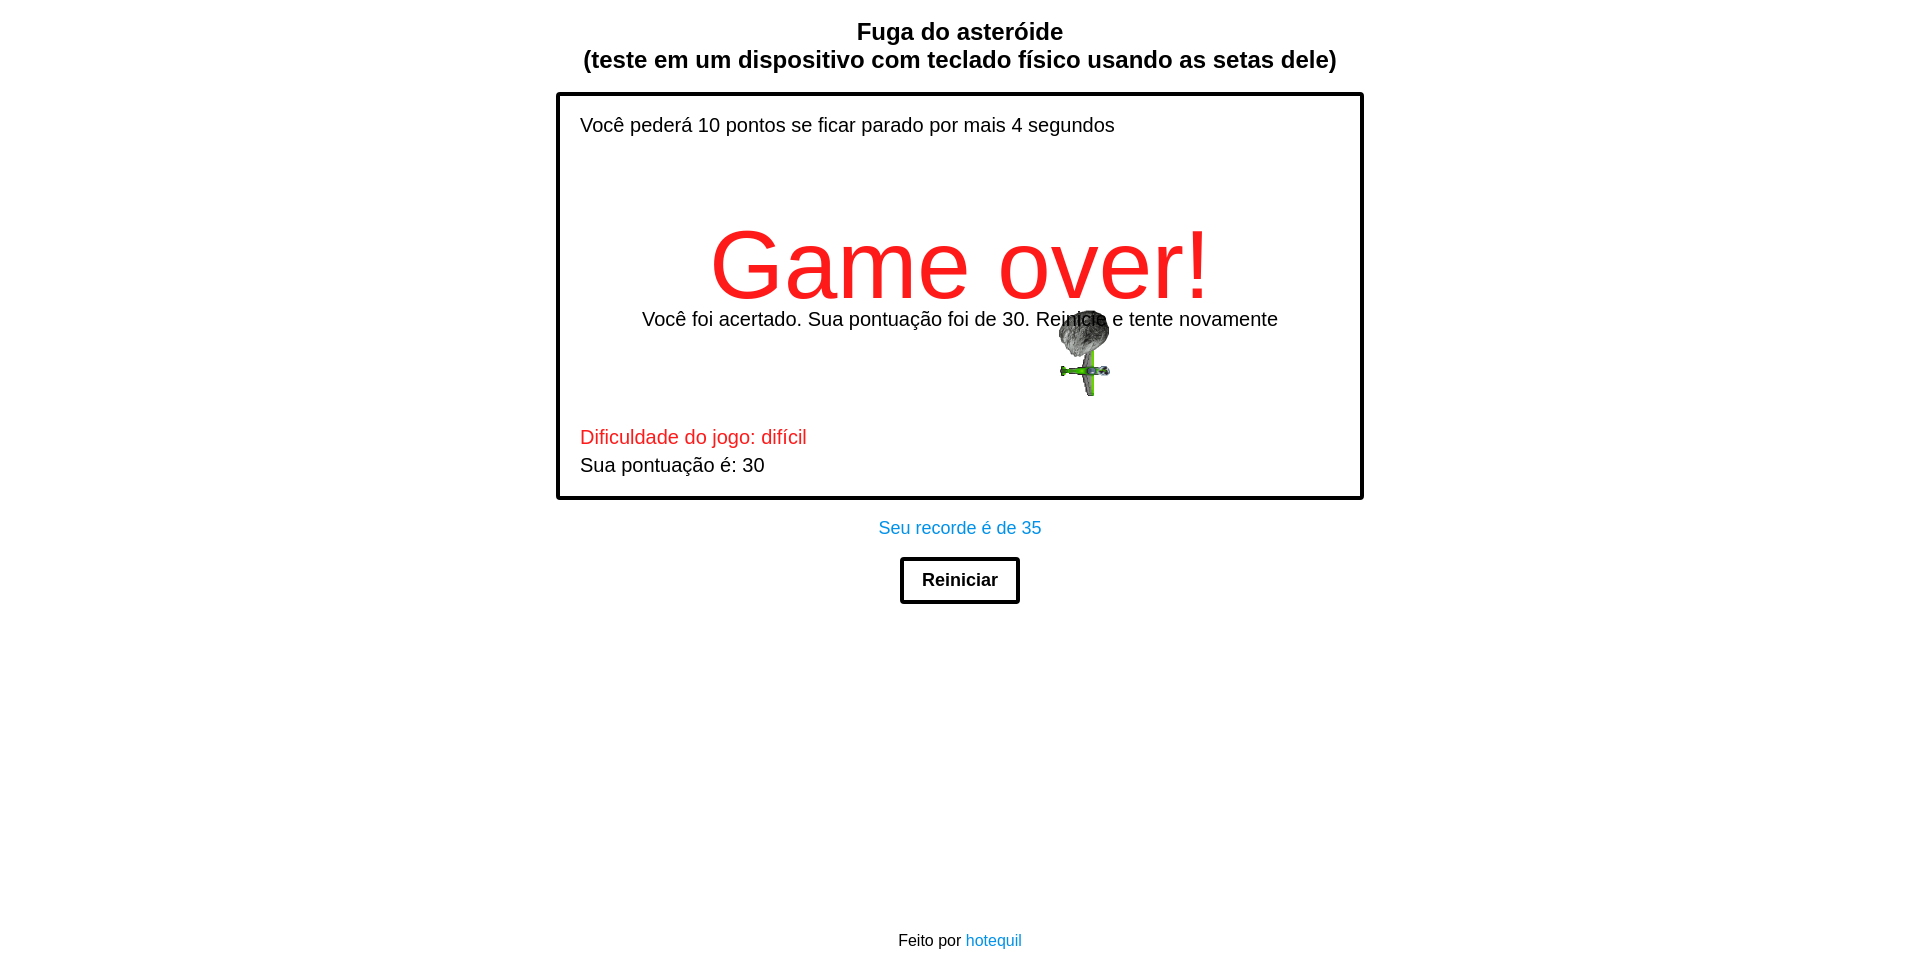 Fuga do asteróide
(teste em um dispositivo com teclado físico usando as setas dele)
Você pederá 10 pontos se ficar parado por mais 4 segundos
Game over!
Você foi acertado. Sua pontuação foi de 30. Reinicie e tente novamente
Dificuldade do jogo: difícil
Sua pontuação é: 30
Seu recorde é de 35
Reiniciar
Feito por hotequil